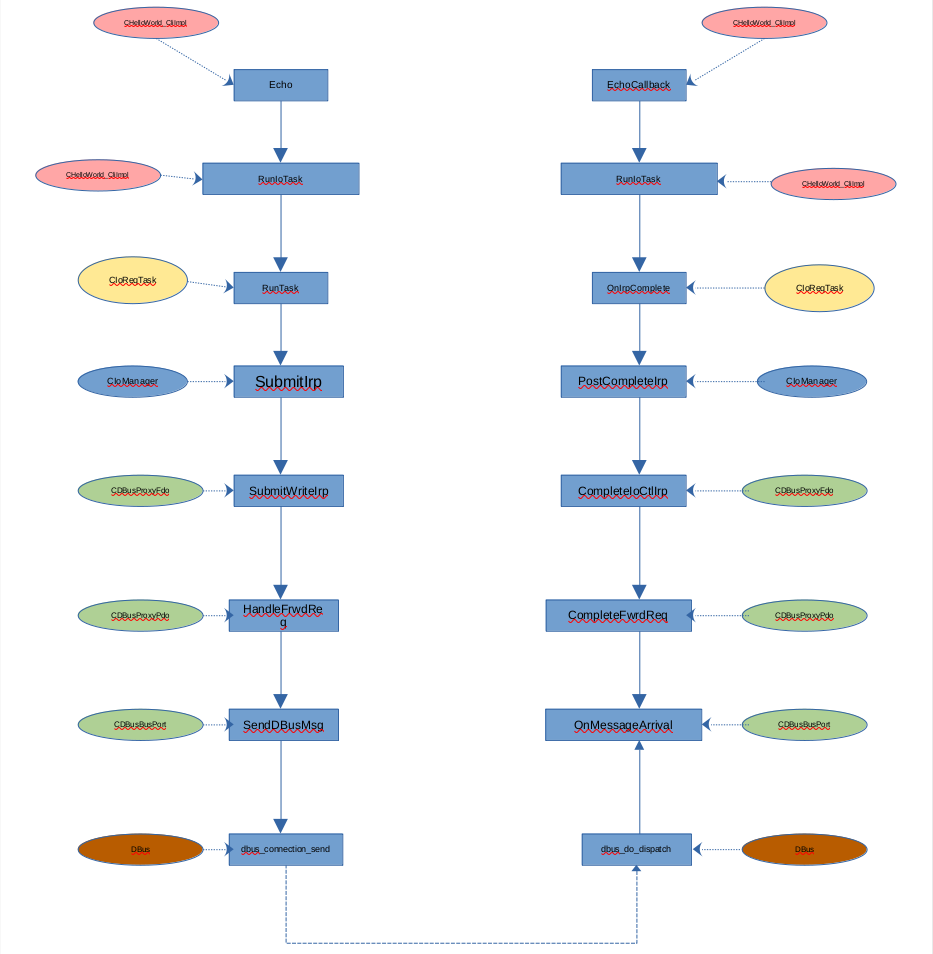 CHelloWorld_CliImpl
CHelloWorld_CliImpl
Echo
EchoCallback
CHelloWorld_CliImpl
RunIoTask
RunIoTask
CHelloWorld_CliImpl
CIoReqTask
RunTask
OnIrpComplete
CIoReqTask
CIoManager
SubmitIrp
PostCompleteIrp
CIoManager
CDBusProxyFdo
SubmitWriteIrp
CompleteIoCtlIrp
CDBusProxyFdo
CDBusProxyPdo
HandleFrwdRe
q
CompleteFwrdReq
CDBusProxyPdo
CDBusBusPort
SendDBusMsg
OnMessageArrival
CDBusBusPort
DBus
dbus_connection_send
dbus_do_dispatch
DBus